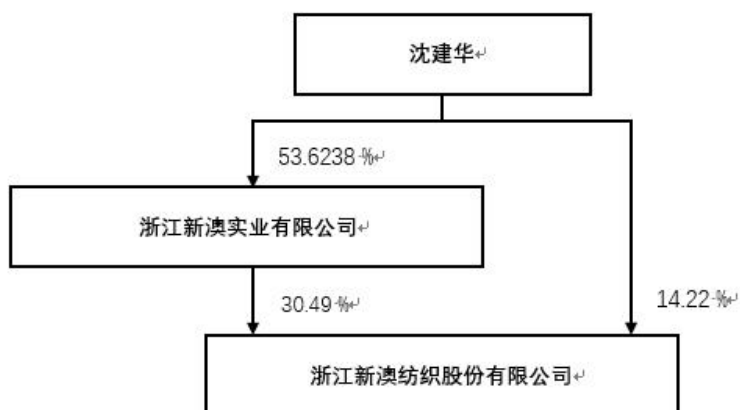 沈建华
53.6238 %
浙江新澳实业有限公司
30.49 %
14.22 %
浙江新澳纺织股份有限公司